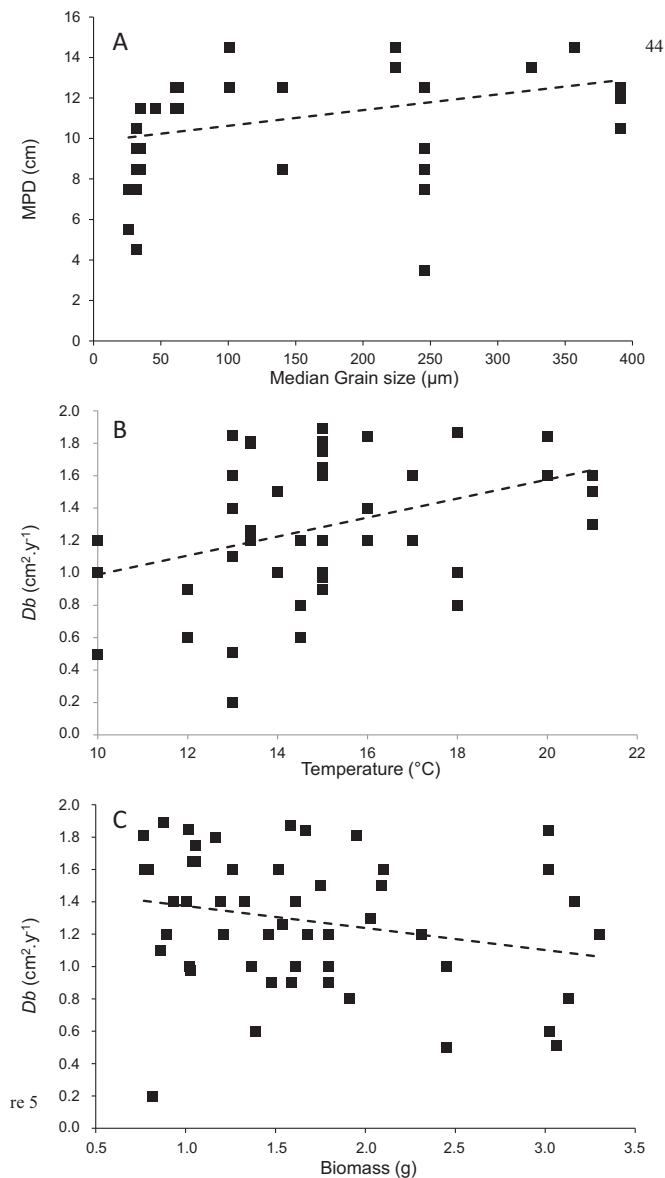 44
A
MPD (cm)
16
14
12
10
8
6
4
2
0
0 50 100 150 200 250 300 350 400
Median Grain size (µm)
B
Db (cm².y⁻¹)
2.0
1.8
1.6
1.4
1.2
1.0
0.8
0.6
0.4
0.2
0.0
10 12 14 16 18 20 22
Temperature (°C)
C
Db (cm².y⁻¹)
2.0
1.8
1.6
1.4
1.2
1.0
0.8
0.6
0.4
0.2
0.0
0.5 1.0 1.5 2.0 2.5 3.0 3.5
Biomass (g)
re 5